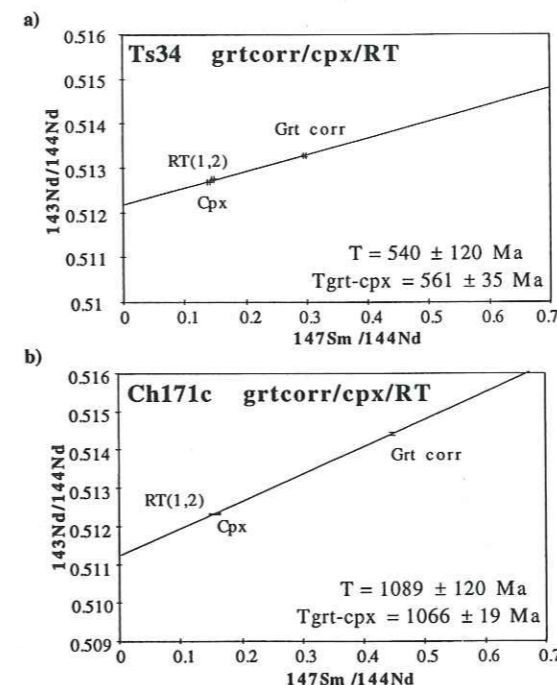 a)
0.516
Ts34 grtcorr/cpx/RT
0.515
0.514
Grt corr
RT(1,2)
0.513
Cpx
0.512
0.511
T = 540 ± 120 Ma
Tgrt-cpx = 561 ± 35 Ma
0.51
143Nd/144Nd
0 0.1 0.2 0.3 0.4 0.5 0.6 0.7
147Sm/144Nd
b)
0.516
Ch171c grtcorr/cpx/RT
0.515
0.514
Grt corr
0.513
RT(1,2)
Cpx
0.512
0.511
0.510
T = 1089 ± 120 Ma
Tgrt-cpx = 1066 ± 19 Ma
0.509
143Nd/144Nd
0 0.1 0.2 0.3 0.4 0.5 0.6 0.7
147Sm/144Nd